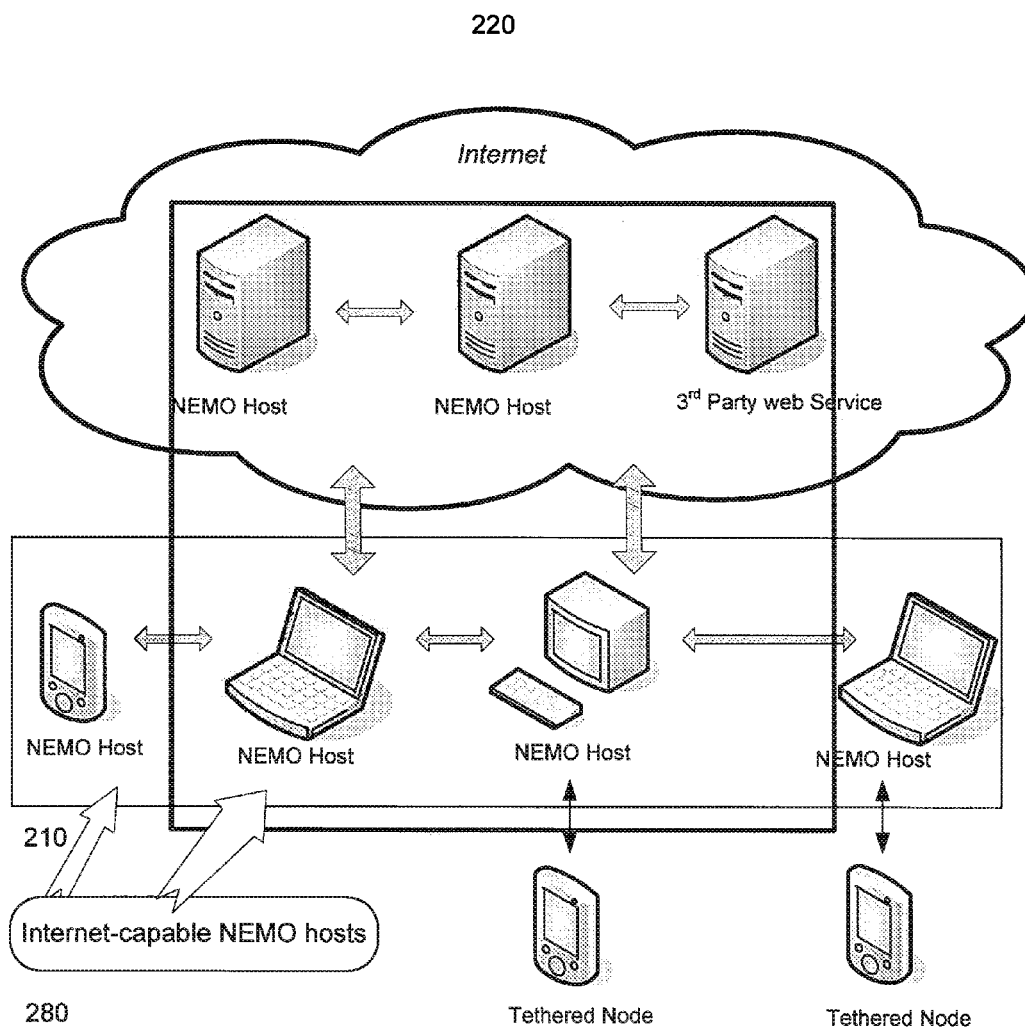 220
Internet
NEMO Host
NEMO Host
3rd Party web Service
NEMO Host
NEMO Host
NEMO Host
NEMO Host
210
Internet-capable NEMO hosts
280
Tethered Node
Tethered Node